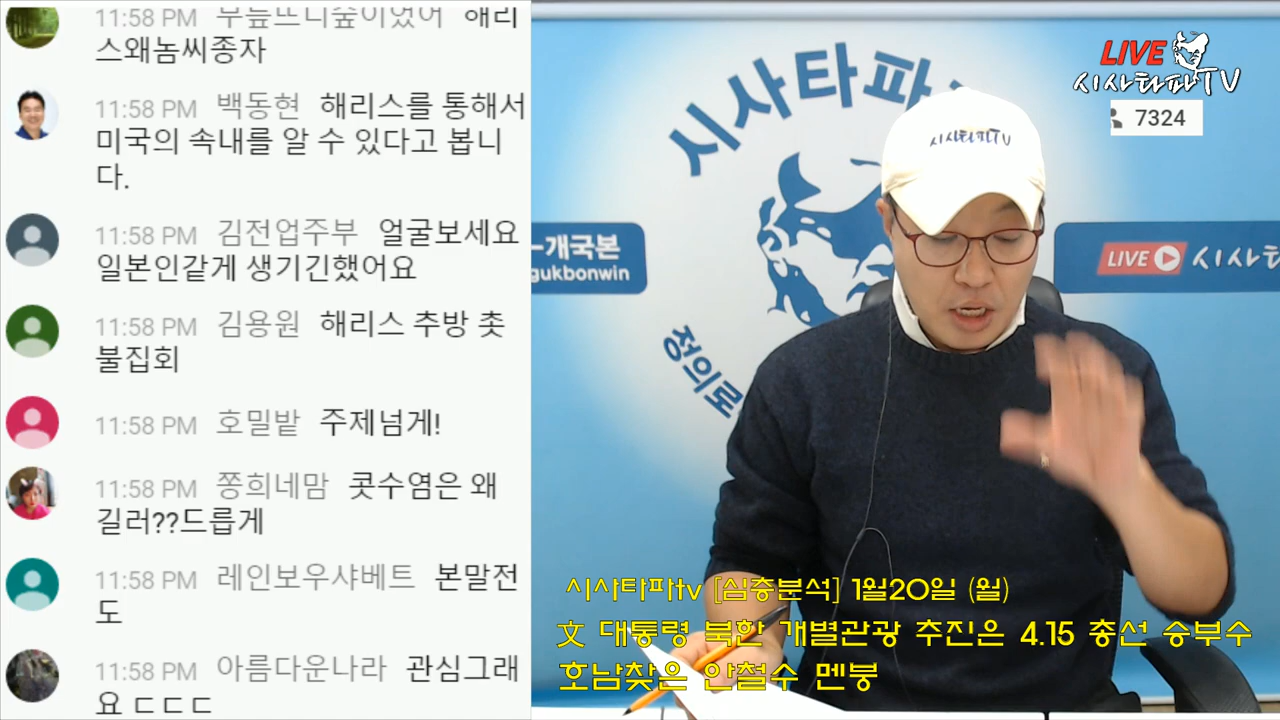 11:58 PM 무릎뜨니숲이었어 해리
스왜놈씨종자
11:58 PM 백동현 해리스를 통해서
미국의 속내를 알 수 있다고 봅니
다.
11:58 PM 김전업주부 얼굴보세요
일본인같게 생기긴했어요
11:58 PM 김용원 해리스 추방 촛
불집회
11:58 PM 호밀밭 주제넘게!
11:58 PM 쫑희네맘 콧수염은 왜
길러??드릅게
11:58 PM 레인보우샤베트 본말전
도
11:58 PM 아름다운나라 관심그래
요 ㄷㄷㄷ
LIVE
시사타파TV
7324
시사타파
시사타파TV
-개국본
gukbonwin
LIVE 시사타
정의로
시사타파tv [심층분석] 1월20일 (월)
文 대통령 북한 개별관광 추진은 4.15 총선 승부수
호남찾은 안철수 멘붕